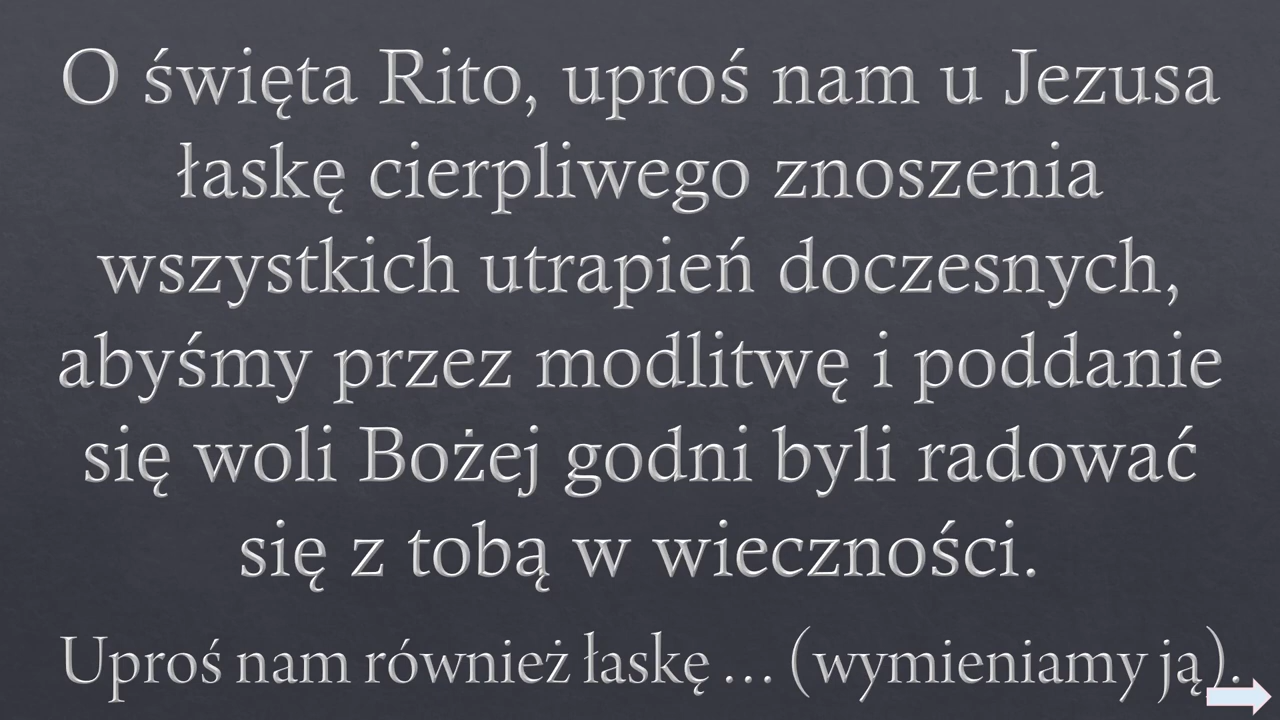 O święta Rito, uproś nam u Jezusa
łaskę cierpliwego znoszenia
wszystkich utrapień doczesnych,
abyśmy przez modlitwę i poddanie
się woli Bożej godni byli radować
się z tobą w wieczności.
Uproś nam również łaskę … (wymieniamy ją).